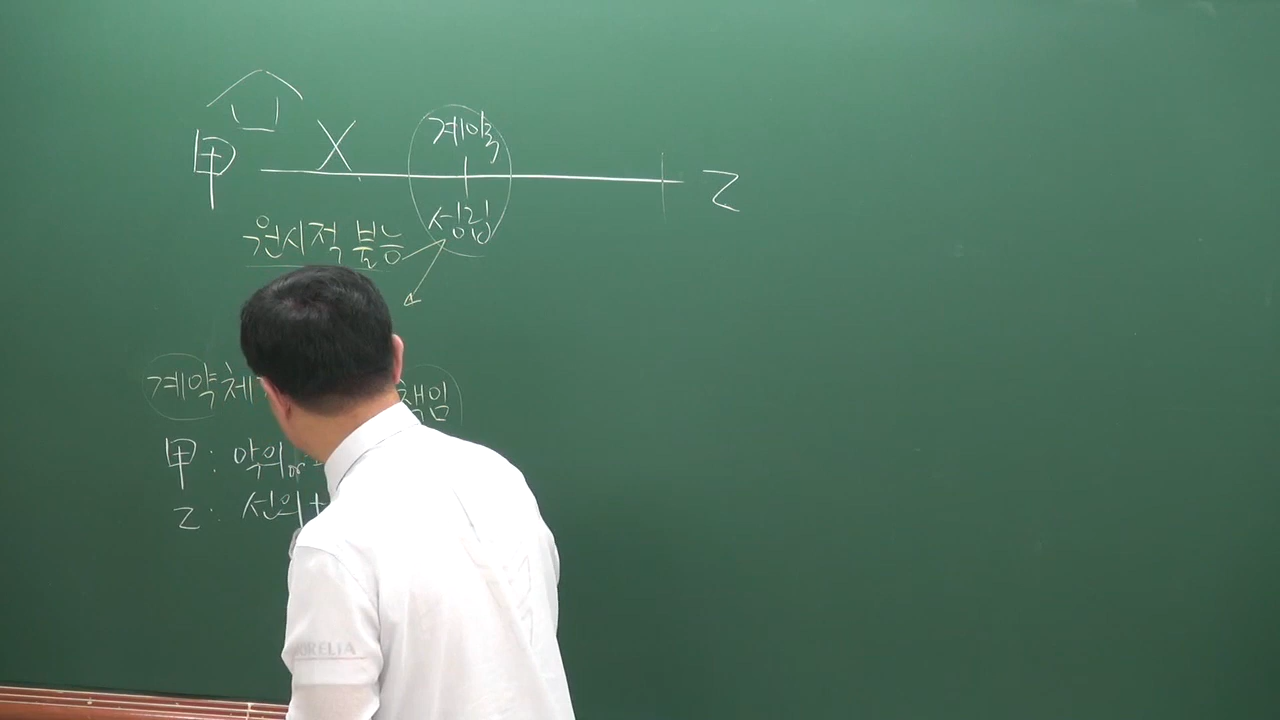 계약
甲 X 乙
성립
원시적 불능
계약체 책임
甲: 악의 or
乙: 선의 +